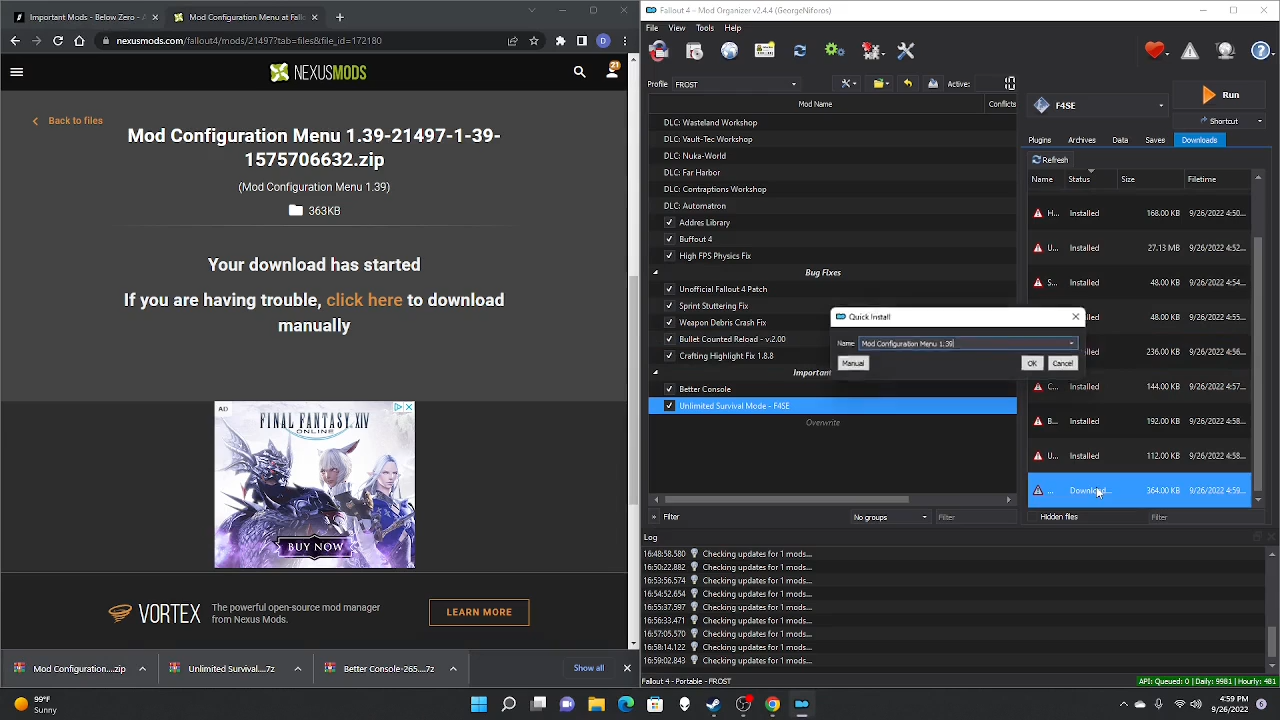 Important Mods – Below-Zero – A
Mod Configuration Menu at Fallou
nexusmods.com/fallout4/mods/21497?tab=files&file_id=172180
D
NEXUSMODS
21
Back to files
Mod Configuration Menu 1.39-21497-1-39-
1575706632.zip
(Mod Configuration Menu 1.39)
363KB
Your download has started
If you are having trouble, click here to download
manually
AD
FINAL FANTASY XIV
ONLINE
BUY NOW
VORTEX
The powerful open-source mod manager
from Nexus Mods.
LEARN MORE
Mod Configuration....zip
Unlimited Survival....7z
Better Console-265....7z
Show all
Fallout 4 - Mod Organizer v2.4.4 (GeorgeNiforos)
File View Tools Help
Profile FROST
Active: 10
Mod Name Conflicts
DLC: Wasteland Workshop
DLC: Vault-Tec Workshop
DLC: Nuka-World
DLC: Far Harbor
DLC: Contraptions Workshop
DLC: Automatron
Addres Library
Buffout 4
High FPS Physics Fix
Bug FIxes
Unofficial Fallout 4 Patch
Sprint Stuttering Fix
Weapon Debris Crash Fix
Bullet Counted Reload - v.2.00
Crafting Highlight Fix 1.8.8
Important
Better Console
Unlimited Survival Mode - F4SE
Overwrite
Filter
No groups
Filter
F4SE
Run
Shortcut
Plugins Archives Data Saves Downloads
Refresh
Name Status Size Filetime
H... Installed 168.00 KB 9/26/2022 4:50...
U... Installed 27.13 MB 9/26/2022 4:52...
S... Installed 48.00 KB 9/26/2022 4:54...
Installed 48.00 KB 9/26/2022 4:55...
Installed 236.00 KB 9/26/2022 4:56...
C... Installed 144.00 KB 9/26/2022 4:57...
B... Installed 192.00 KB 9/26/2022 4:58...
U... Installed 112.00 KB 9/26/2022 4:58...
... Download... 364.00 KB 9/26/2022 4:59...
Hidden files
Filter
Quick Install
Name Mod Configuration Menu 1.39
Manual OK Cancel
Log
16:48:58.580 Checking updates for 1 mods...
16:50:22.882 Checking updates for 1 mods...
16:53:56.574 Checking updates for 1 mods...
16:54:52.654 Checking updates for 1 mods...
16:55:37.597 Checking updates for 1 mods...
16:56:33.471 Checking updates for 1 mods...
16:57:05.570 Checking updates for 1 mods...
16:58:14.122 Checking updates for 1 mods...
16:59:02.843 Checking updates for 1 mods...
Fallout 4 - Portable - FROST
API: Queued: 0 | Daily: 9981 | Hourly: 481
99°F
Sunny
4:59 PM
9/26/2022